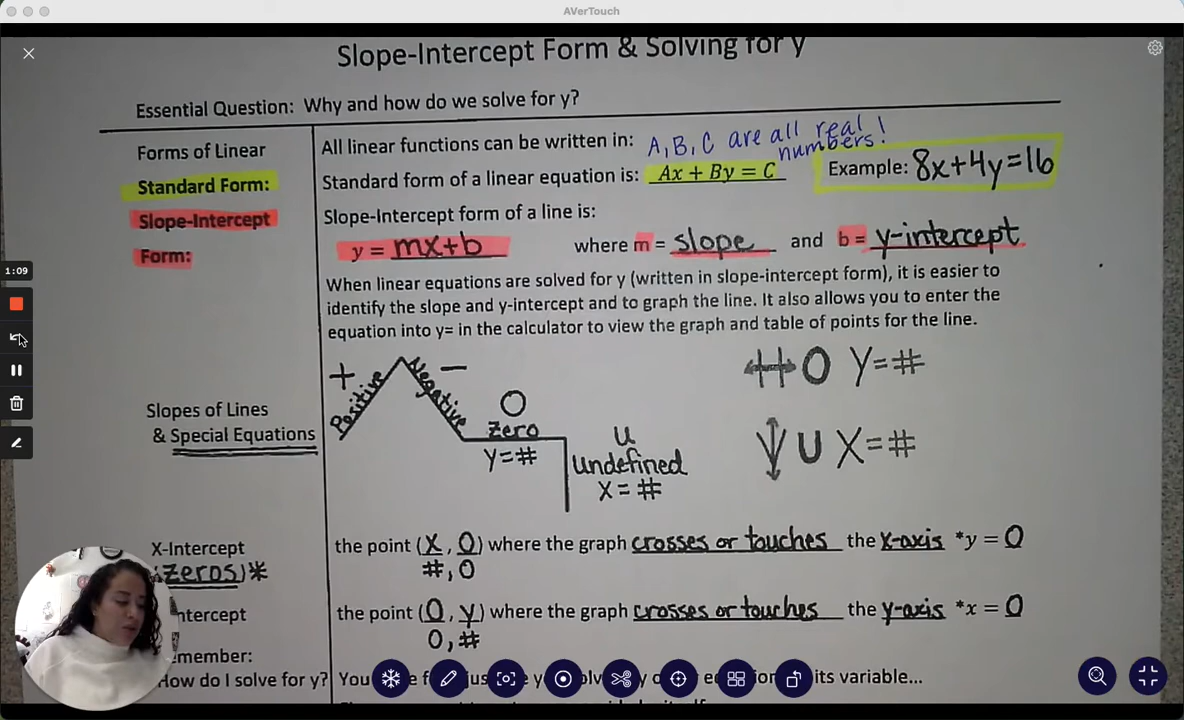 AVerTouch
Slope-Intercept Form & Solving for y
Essential Question: Why and how do we solve for y?
Forms of Linear
Standard Form:
Slope-Intercept
Form:
All linear functions can be written in: A, B, C are all real numbers!
Standard form of a linear equation is: Ax + By = C
Example: 8x+4y=16
Slope-Intercept form of a line is:
y = mx+b where m = slope and b = y-intercept
When linear equations are solved for y (written in slope-intercept form), it is easier to
identify the slope and y-intercept and to graph the line. It also allows you to enter the
equation into y= in the calculator to view the graph and table of points for the line.
1:09
Slopes of Lines
& Special Equations
+ Positive
Negative −
0
Zero
Y=#
U
Undefined
X=#
0 Y=#
U X=#
X-Intercept
(Zeros)*
the point (X, 0) where the graph crosses or touches the x-axis *y = 0
#, 0
ntercept
the point (0, y) where the graph crosses or touches the y-axis *x = 0
0, #
emember:
How do I solve for y? You its variable...